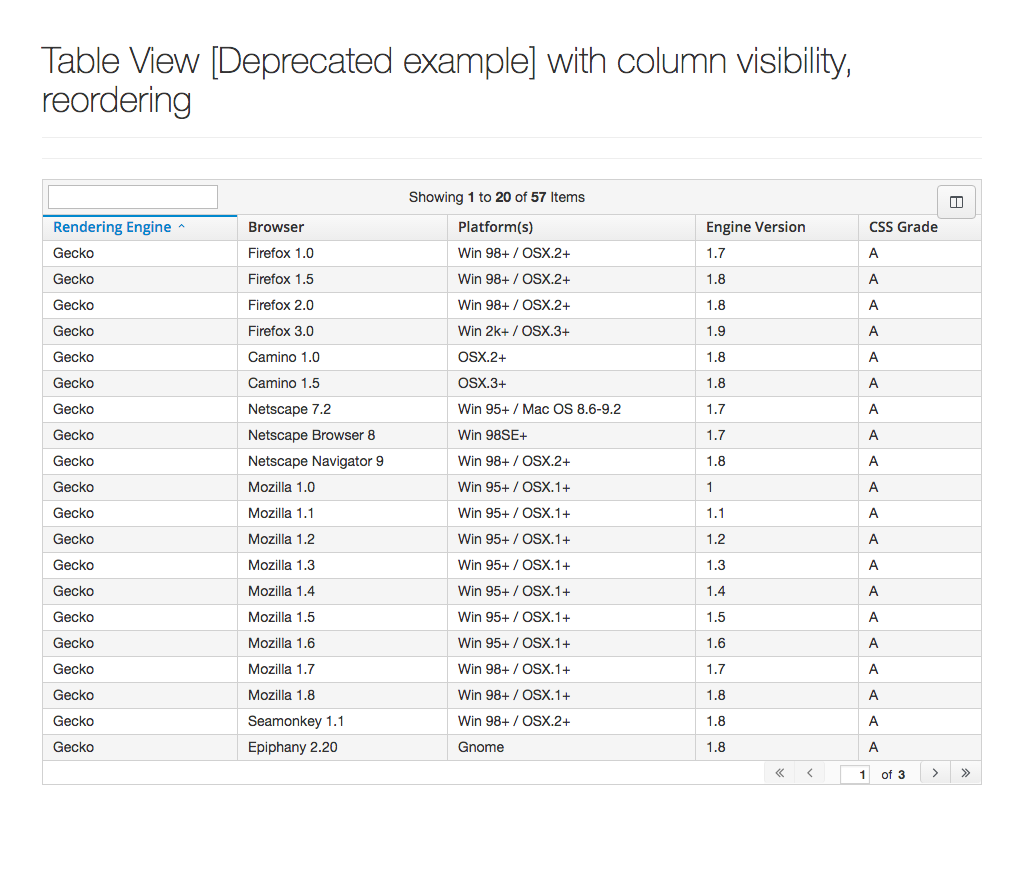 Table View [Deprecated example] with column visibility,
reordering
Showing 1 to 20 of 57 Items
Rendering Engine Browser Platform(s) Engine Version CSS Grade
Gecko Firefox 1.0 Win 98+ / OSX.2+ 1.7 A
Gecko Firefox 1.5 Win 98+ / OSX.2+ 1.8 A
Gecko Firefox 2.0 Win 98+ / OSX.2+ 1.8 A
Gecko Firefox 3.0 Win 2k+ / OSX.3+ 1.9 A
Gecko Camino 1.0 OSX.2+ 1.8 A
Gecko Camino 1.5 OSX.3+ 1.8 A
Gecko Netscape 7.2 Win 95+ / Mac OS 8.6-9.2 1.7 A
Gecko Netscape Browser 8 Win 98SE+ 1.7 A
Gecko Netscape Navigator 9 Win 98+ / OSX.2+ 1.8 A
Gecko Mozilla 1.0 Win 95+ / OSX.1+ 1 A
Gecko Mozilla 1.1 Win 95+ / OSX.1+ 1.1 A
Gecko Mozilla 1.2 Win 95+ / OSX.1+ 1.2 A
Gecko Mozilla 1.3 Win 95+ / OSX.1+ 1.3 A
Gecko Mozilla 1.4 Win 95+ / OSX.1+ 1.4 A
Gecko Mozilla 1.5 Win 95+ / OSX.1+ 1.5 A
Gecko Mozilla 1.6 Win 95+ / OSX.1+ 1.6 A
Gecko Mozilla 1.7 Win 98+ / OSX.1+ 1.7 A
Gecko Mozilla 1.8 Win 98+ / OSX.1+ 1.8 A
Gecko Seamonkey 1.1 Win 98+ / OSX.2+ 1.8 A
Gecko Epiphany 2.20 Gnome 1.8 A
« ‹ 1 of 3 › »